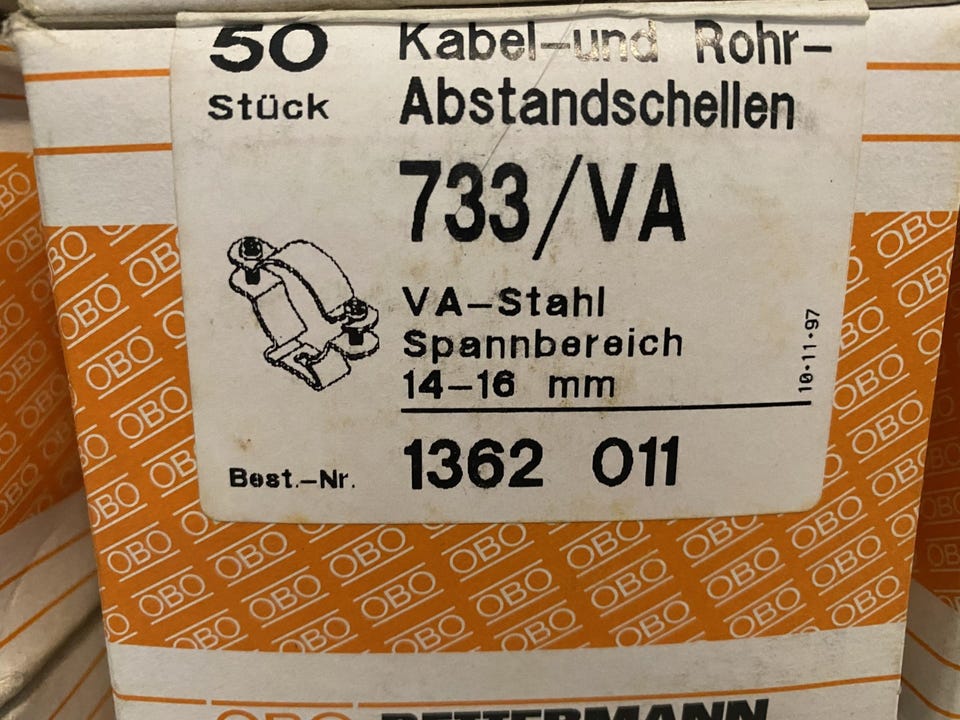 50 Kabel-und Rohr-
Stück Abstandschellen
733/VA
VA-Stahl
Spannbereich
14-16 mm
10·11·97
Best.-Nr. 1362 011
OBO BETTERMANN